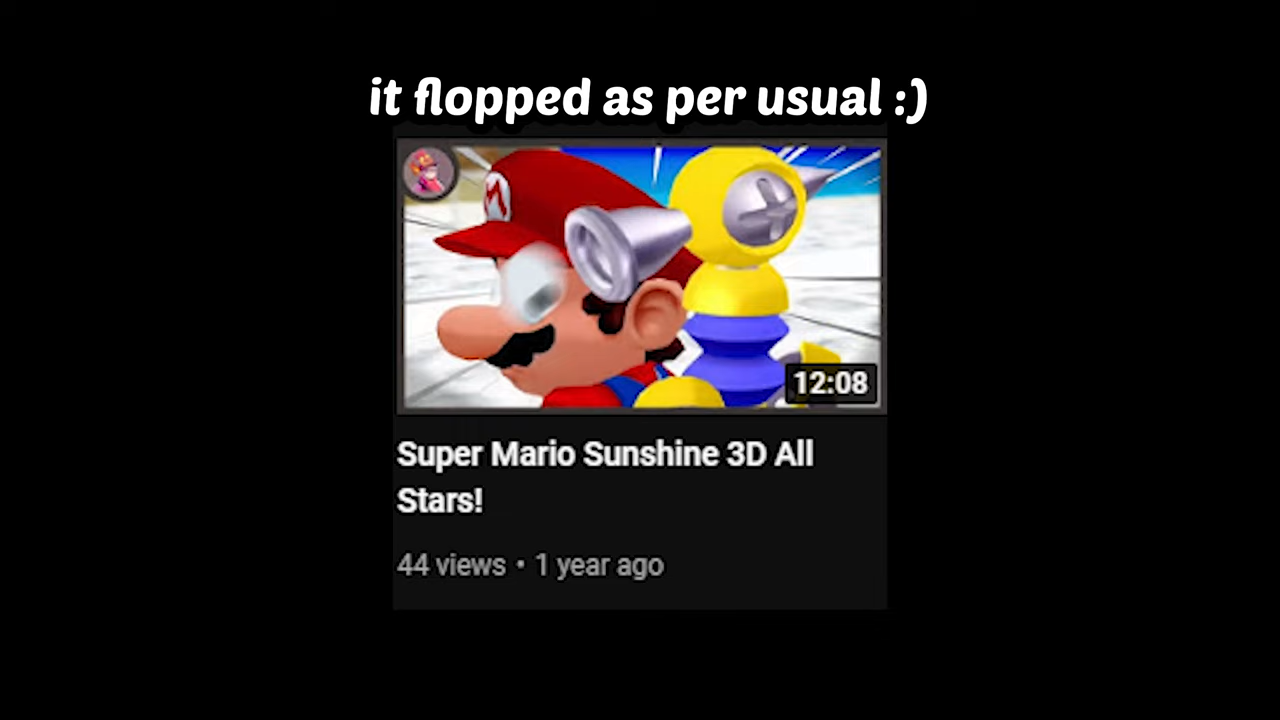 it flopped as per usual :)
M
12:08
Super Mario Sunshine 3D All
Stars!
44 views • 1 year ago